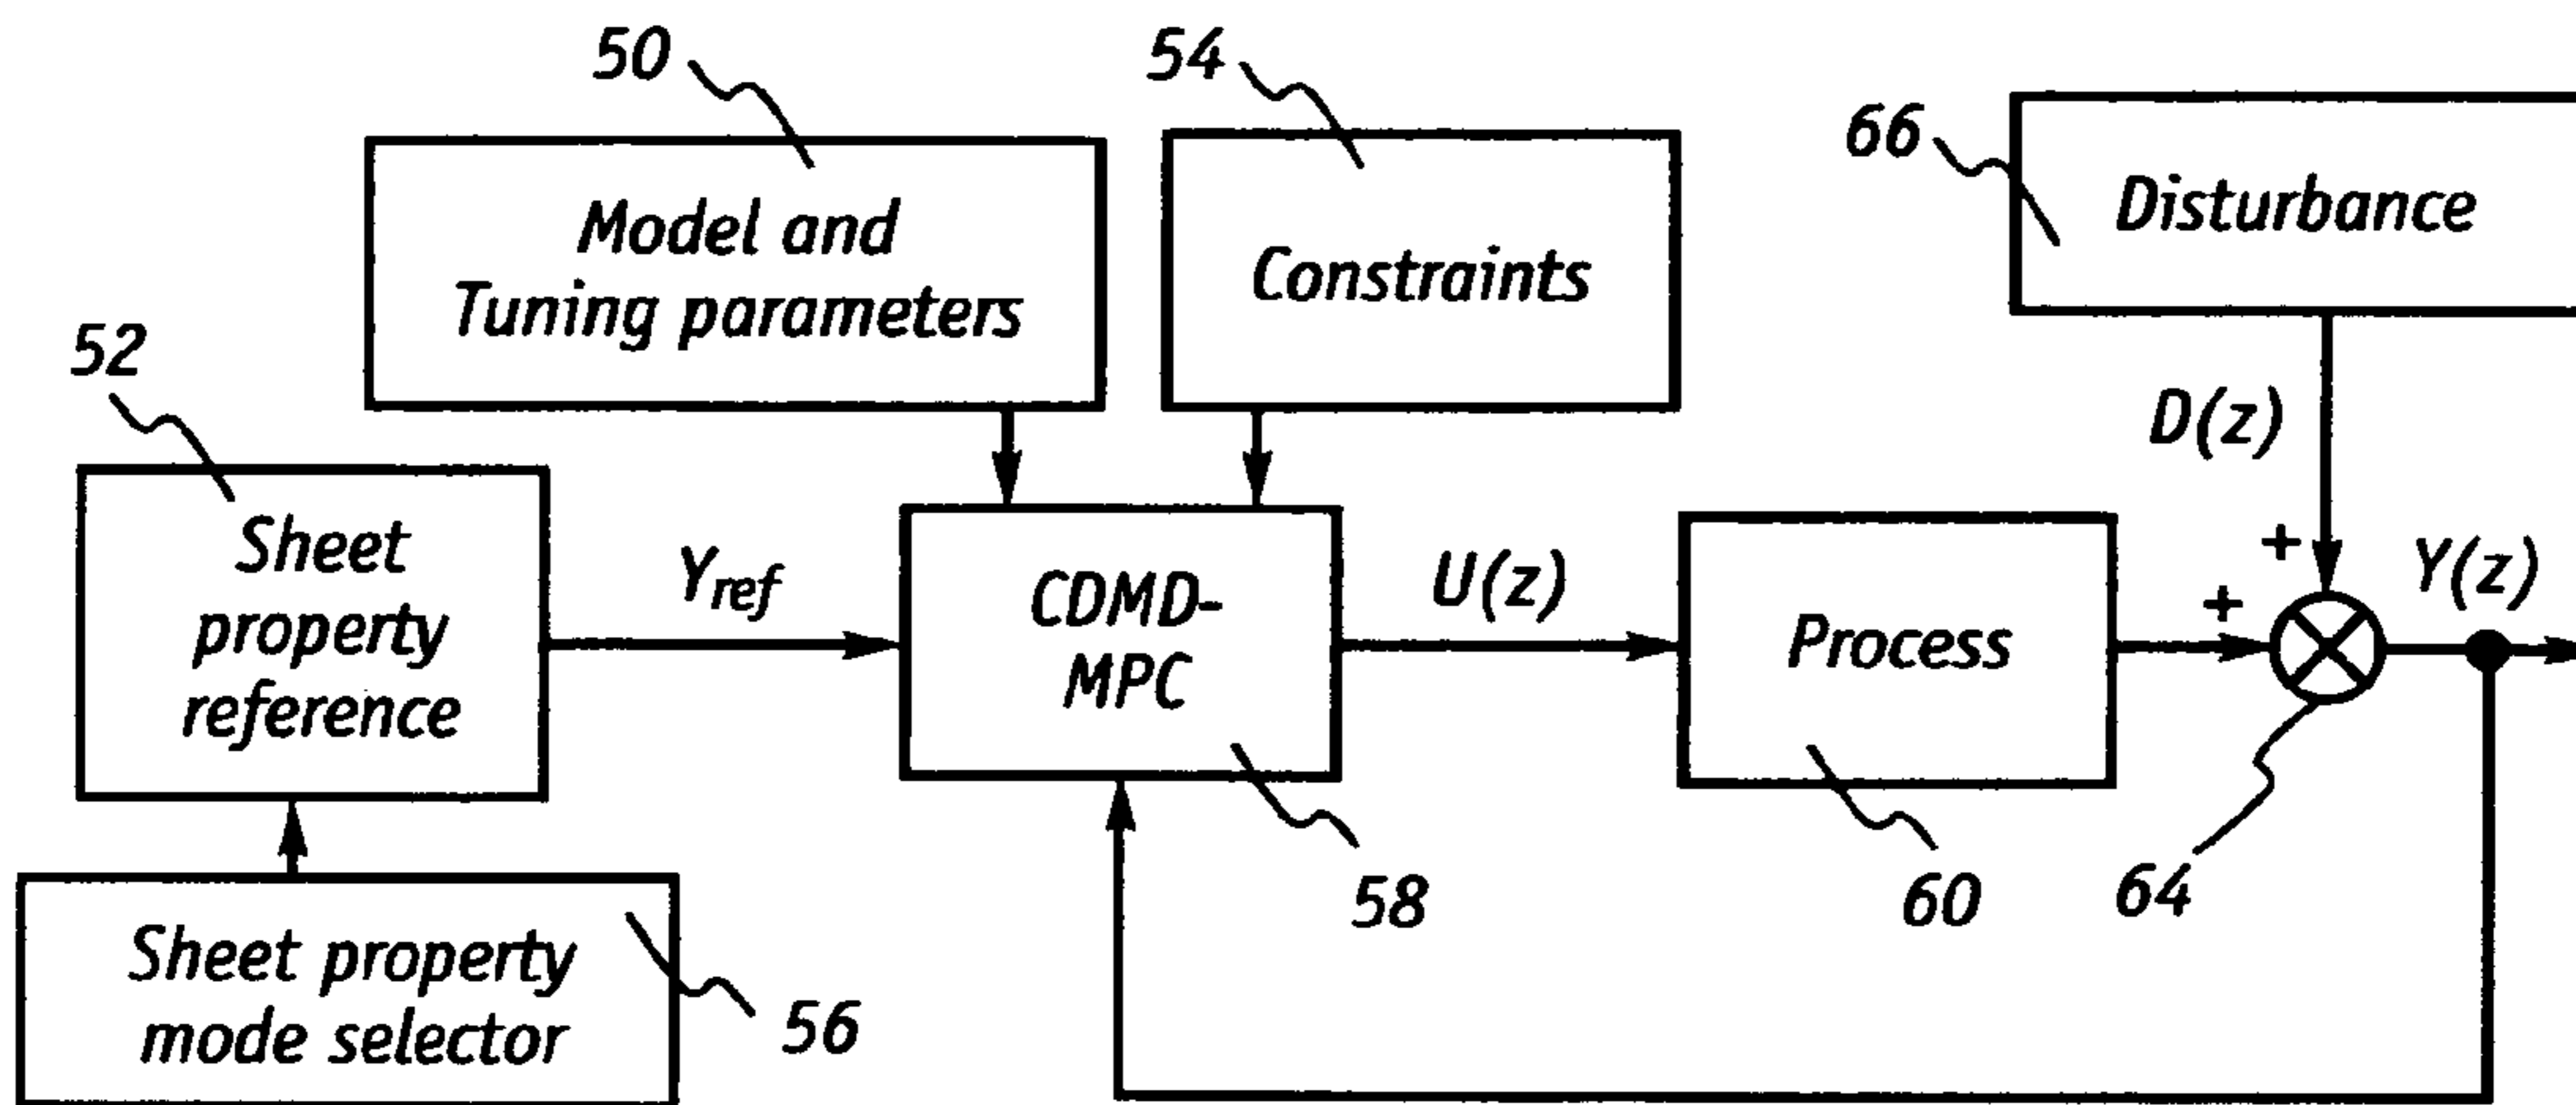 50
54
66
Model and
Tuning parameters
Constraints
Disturbance
52
D(z)
Sheet
property
reference
Y_ref
CDMD-
MPC
U(z)
Process
+
+
Y(z)
58
60
64
Sheet property
mode selector
56